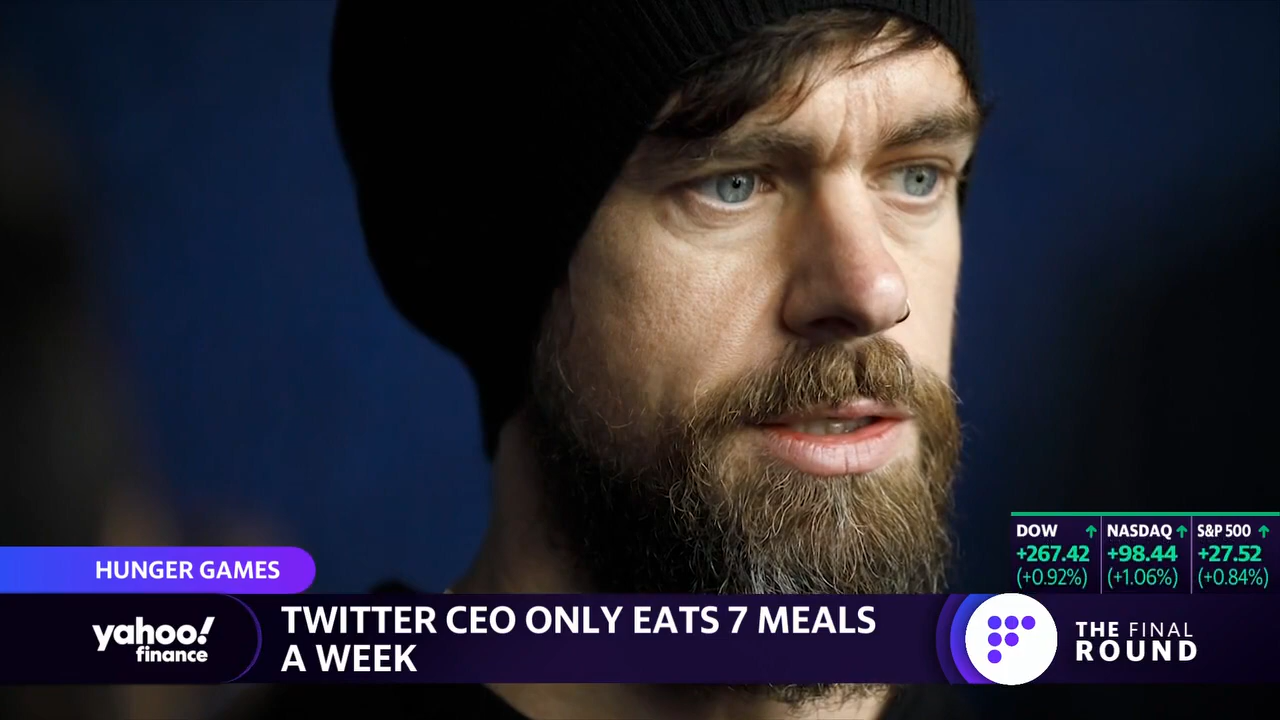 DOW
+267.42
(+0.92%)
NASDAQ
+98.44
(+1.06%)
S&P 500
+27.52
(+0.84%)
HUNGER GAMES
yahoo!
finance
TWITTER CEO ONLY EATS 7 MEALS
A WEEK
THE FINAL
ROUND